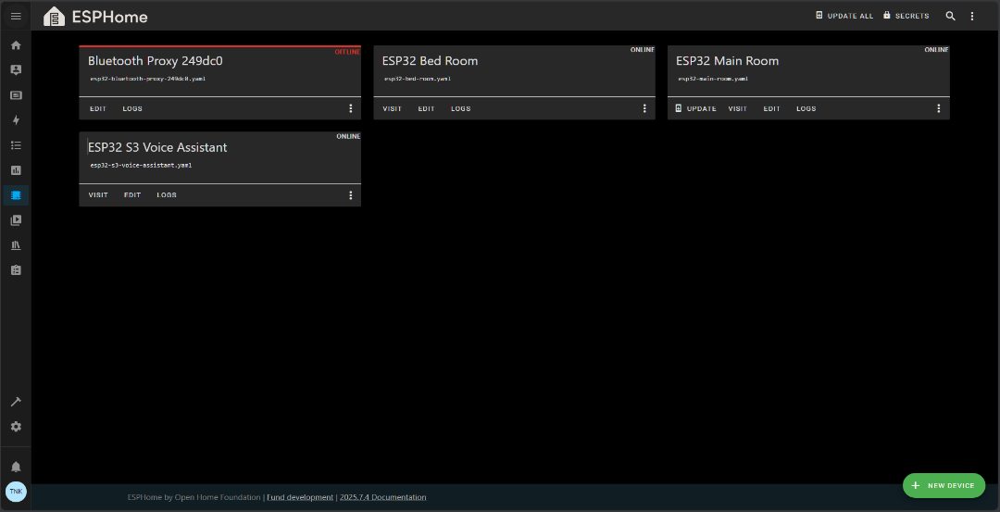 ESPHome
UPDATE ALL
SECRETS
OFFLINE
Bluetooth Proxy 249dc0
esp32-bluetooth-proxy-249dc0.yaml
EDIT LOGS
ONLINE
ESP32 Bed Room
esp32-bed-room.yaml
VISIT EDIT LOGS
ONLINE
ESP32 Main Room
esp32-main-room.yaml
UPDATE VISIT EDIT LOGS
ONLINE
ESP32 S3 Voice Assistant
esp32-s3-voice-assistant.yaml
VISIT EDIT LOGS
TNK
NEW DEVICE
ESPHome by Open Home Foundation | Fund development | 2025.7.4 Documentation